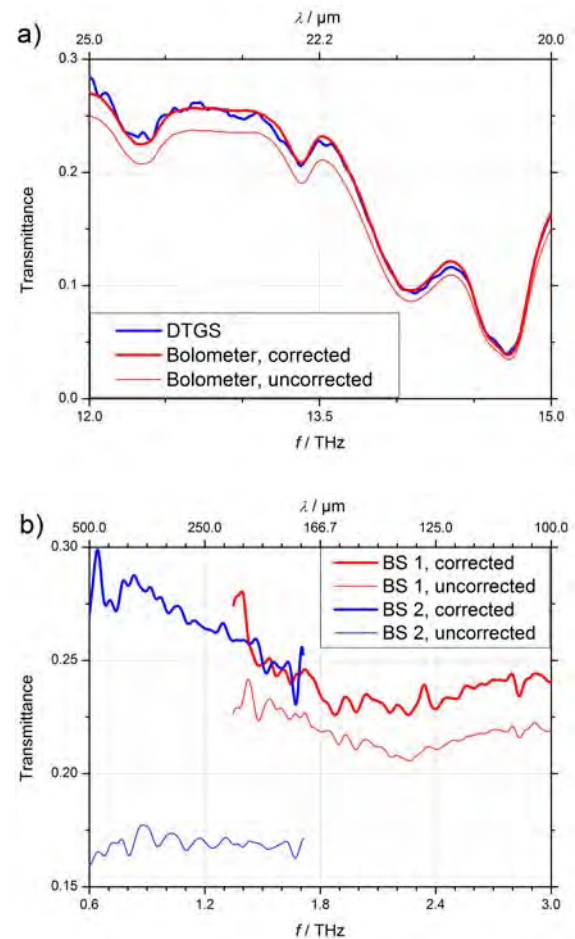 a)
λ / µm
25.0 22.2 20.0
0.3
0.2
0.1
0.0
Transmittance
DTGS
Bolometer, corrected
Bolometer, uncorrected
12.0 13.5 15.0
f / THz
b)
λ / µm
500.0 250.0 166.7 125.0 100.0
0.30
0.25
0.20
0.15
Transmittance
BS 1, corrected
BS 1, uncorrected
BS 2, corrected
BS 2, uncorrected
0.6 1.2 1.8 2.4 3.0
f / THz